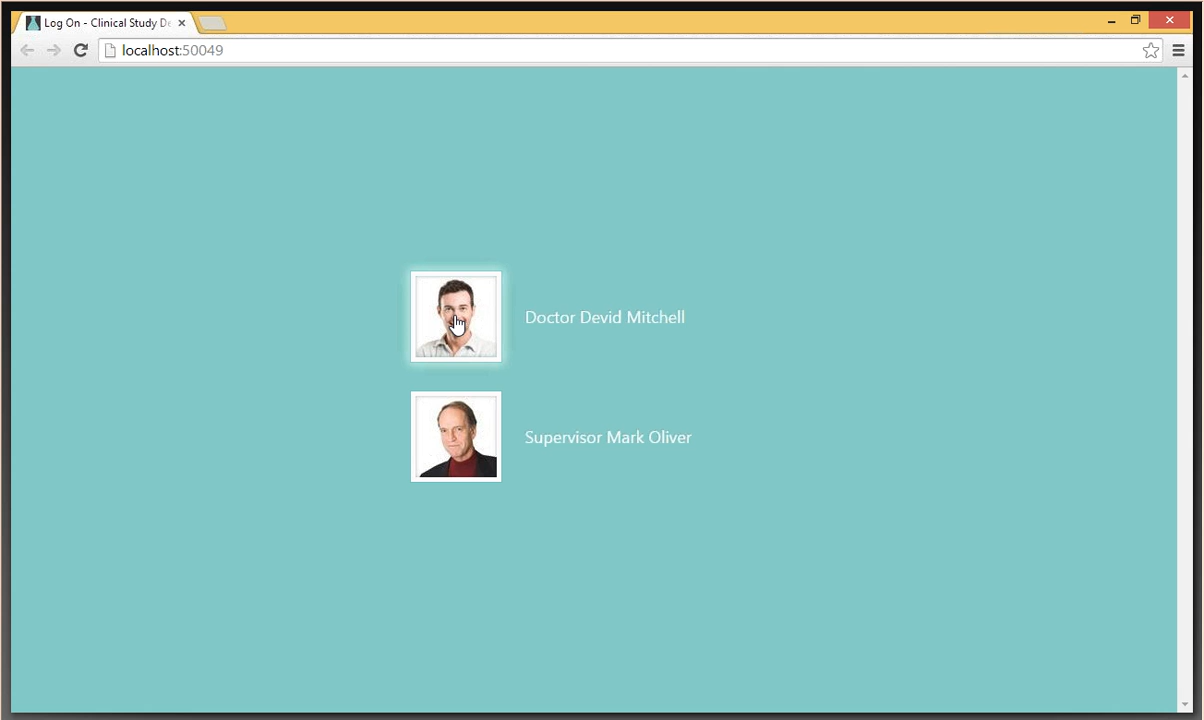 Log On - Clinical Study De
localhost:50049
Doctor Devid Mitchell
Supervisor Mark Oliver